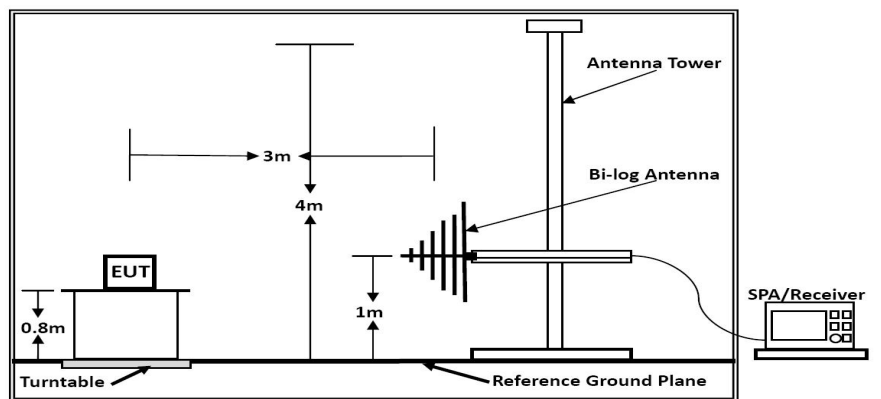 Antenna Tower
3m
Bi-log Antenna
4m
EUT
SPA/Receiver
0.8m
1m
Turntable
Reference Ground Plane